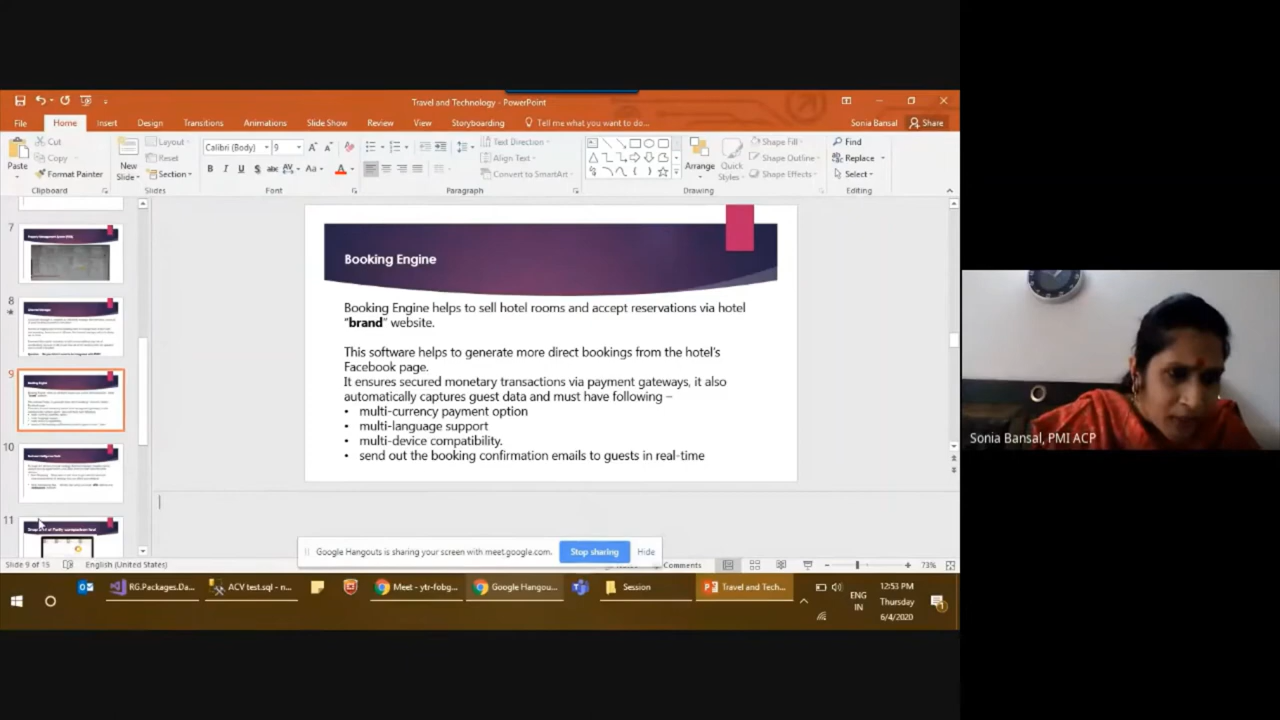 Travel and Technology - PowerPoint
File Home Insert Design Transitions Animations Slide Show Review View Storyboarding Tell me what you want to do... Sonia Bansal Share
Paste
Cut
Copy
Format Painter
Clipboard
New Slide
Layout
Reset
Section
Slides
Calibri (Body) 9
Font
Text Direction
Align Text
Convert to SmartArt
Paragraph
Arrange
Quick Styles
Shape Fill
Shape Outline
Shape Effects
Drawing
Find
Replace
Select
Editing
7
8
9
10
11
Booking Engine
Booking Engine helps to sell hotel rooms and accept reservations via hotel
"brand" website.
This software helps to generate more direct bookings from the hotel's
Facebook page.
It ensures secured monetary transactions via payment gateways, it also
automatically captures guest data and must have following –
• multi-currency payment option
• multi-language support
• multi-device compatibility.
• send out the booking confirmation emails to guests in real-time
Sonia Bansal, PMI ACP
Google Hangouts is sharing your screen with meet.google.com. Stop sharing Hide
Slide 9 of 15 English (United States) Comments 73%
RG.Packages.Da... ACV test.sql - n... Meet - ytr-fobg... Google Hangou... Session Travel and Tech...
ENG
IN
12:53 PM
Thursday
6/4/2020